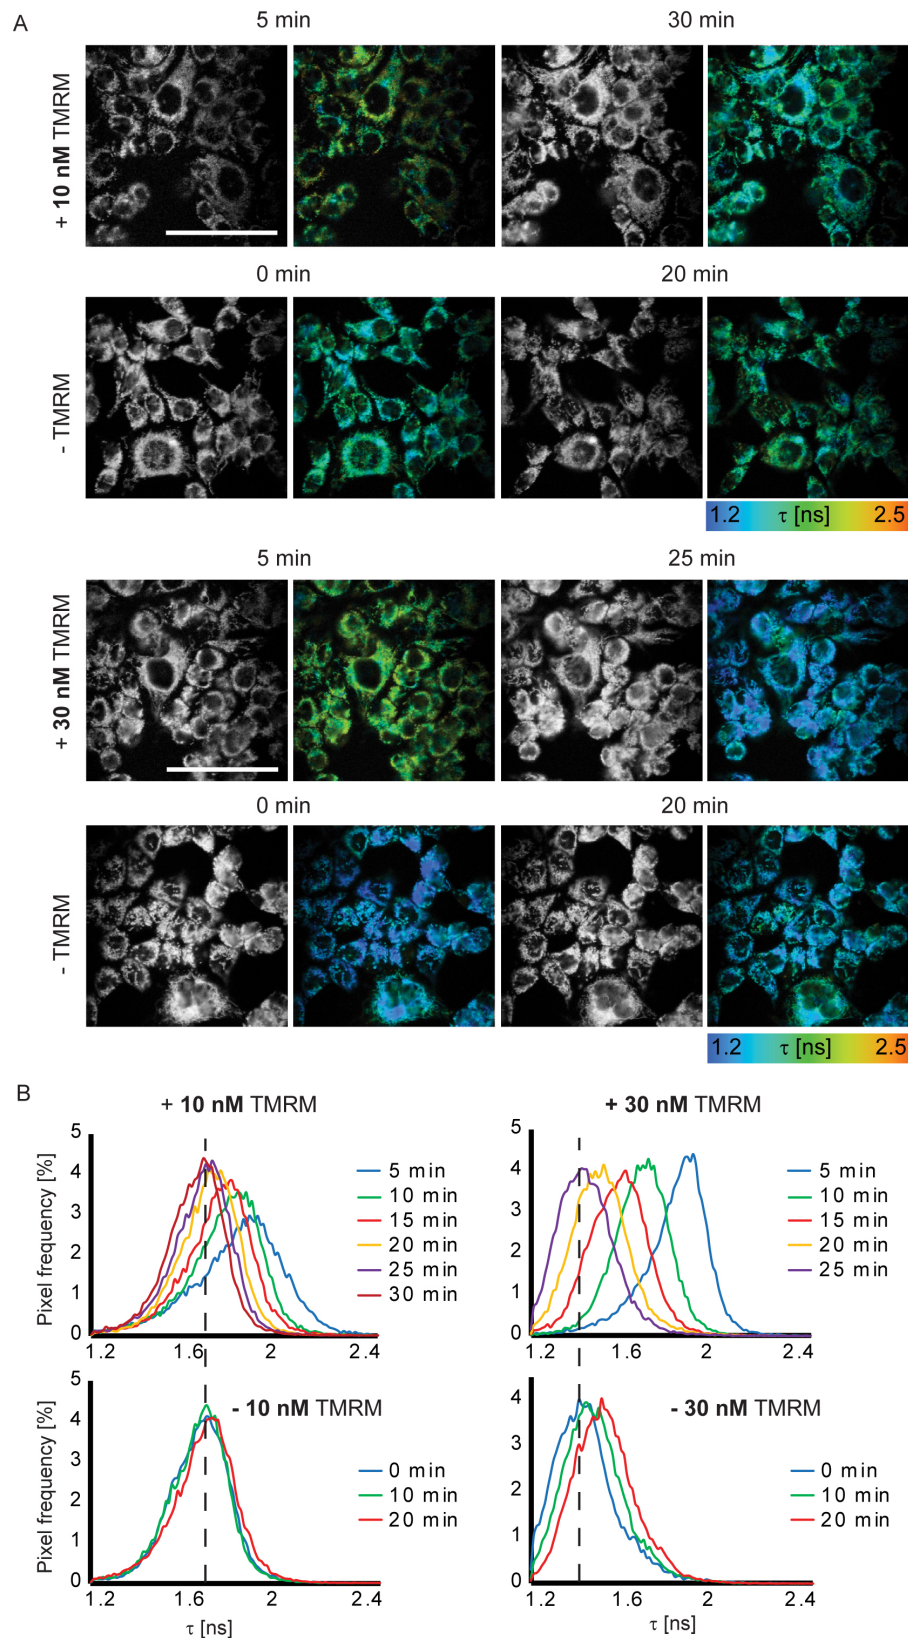 A
5 min 30 min
+ 10 nM TMRM
0 min 20 min
- TMRM
1.2 τ [ns] 2.5
5 min 25 min
+ 30 nM TMRM
0 min 20 min
- TMRM
1.2 τ [ns] 2.5
B
+ 10 nM TMRM
Pixel frequency [%]
5
4
3
2
1
0
1.2 1.6 2 2.4
5 min
10 min
15 min
20 min
25 min
30 min
+ 30 nM TMRM
5
4
3
2
1
0
1.2 1.6 2 2.4
5 min
10 min
15 min
20 min
25 min
- 10 nM TMRM
Pixel frequency [%]
5
4
3
2
1
0
1.2 1.6 2 2.4
τ [ns]
0 min
10 min
20 min
- 30 nM TMRM
4
3
2
1
0
1.2 1.6 2 2.4
τ [ns]
0 min
10 min
20 min